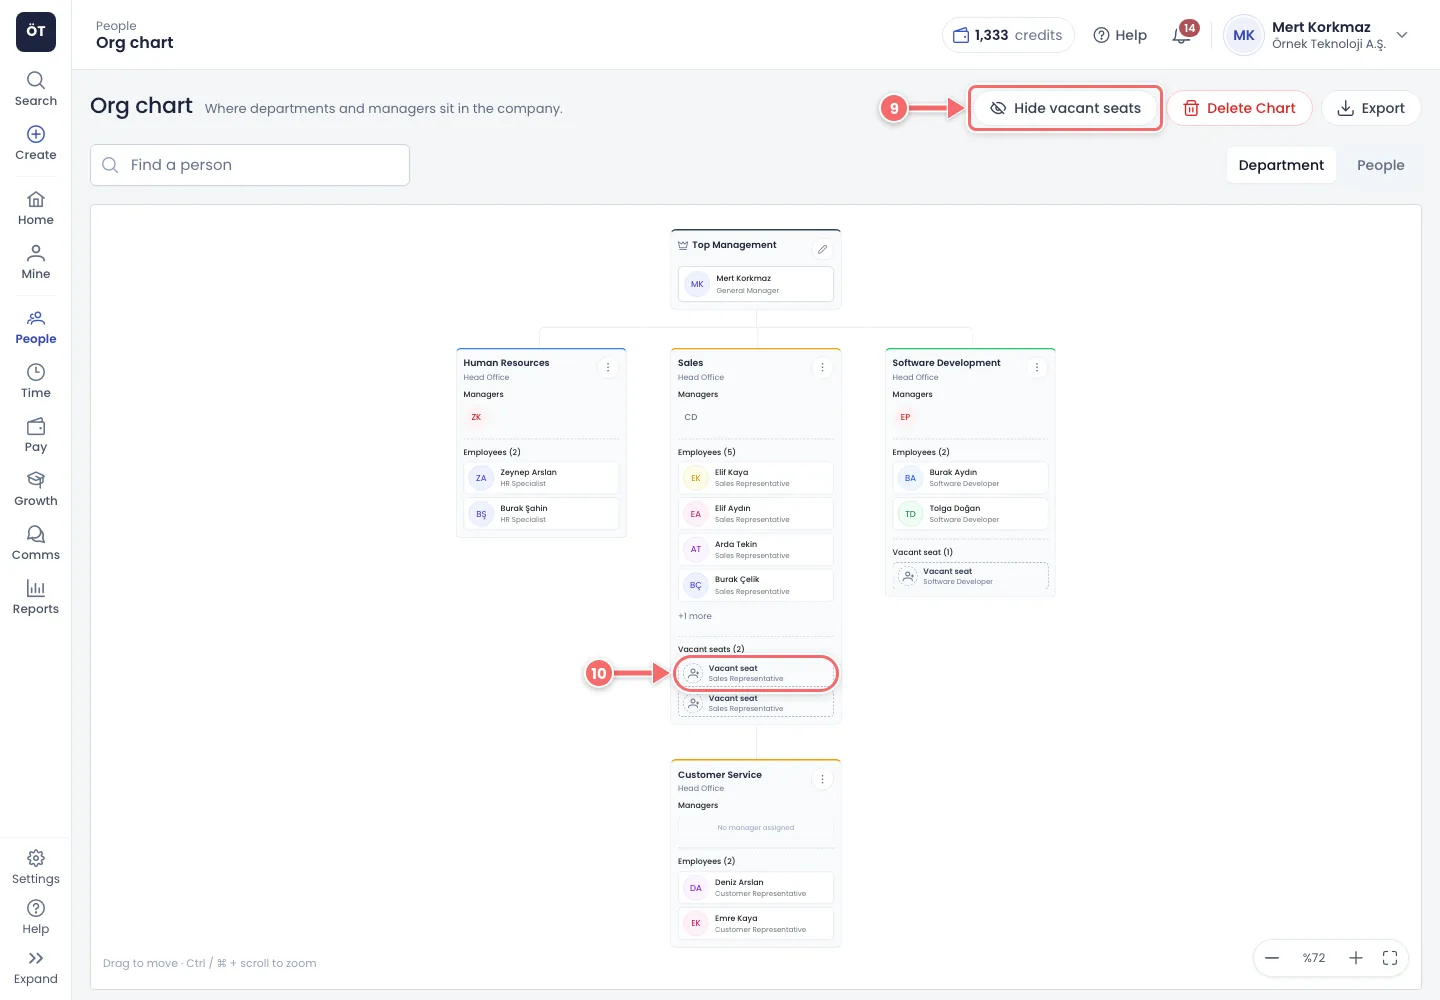 ÖT
Search
Create
Home
Mine
People
Time
Pay
Growth
Comms
Reports
Settings
Help
Expand
People
Org chart
1,333 credits
Help
14
MK
Mert Korkmaz
Örnek Teknoloji A.Ş.
Org chart
Where departments and managers sit in the company.
9
Hide vacant seats
Delete Chart
Export
Find a person
Department
People
Top Management
MK
Mert Korkmaz
General Manager
Human Resources
Head Office
Managers
ZK
Employees (2)
ZA
Zeynep Arslan
HR Specialist
BŞ
Burak Şahin
HR Specialist
Sales
Head Office
Managers
CD
Employees (5)
EK
Elif Kaya
Sales Representative
EA
Elif Aydın
Sales Representative
AT
Arda Tekin
Sales Representative
BÇ
Burak Çelik
Sales Representative
+1 more
Vacant seats (2)
10
Vacant seat
Sales Representative
Vacant seat
Sales Representative
Software Development
Head Office
Managers
EP
Employees (2)
BA
Burak Aydın
Software Developer
TD
Tolga Doğan
Software Developer
Vacant seat (1)
Vacant seat
Software Developer
Customer Service
Head Office
Managers
No manager assigned
Employees (2)
DA
Deniz Arslan
Customer Representative
EK
Emre Kaya
Customer Representative
Drag to move · Ctrl / ⌘ + scroll to zoom
%72